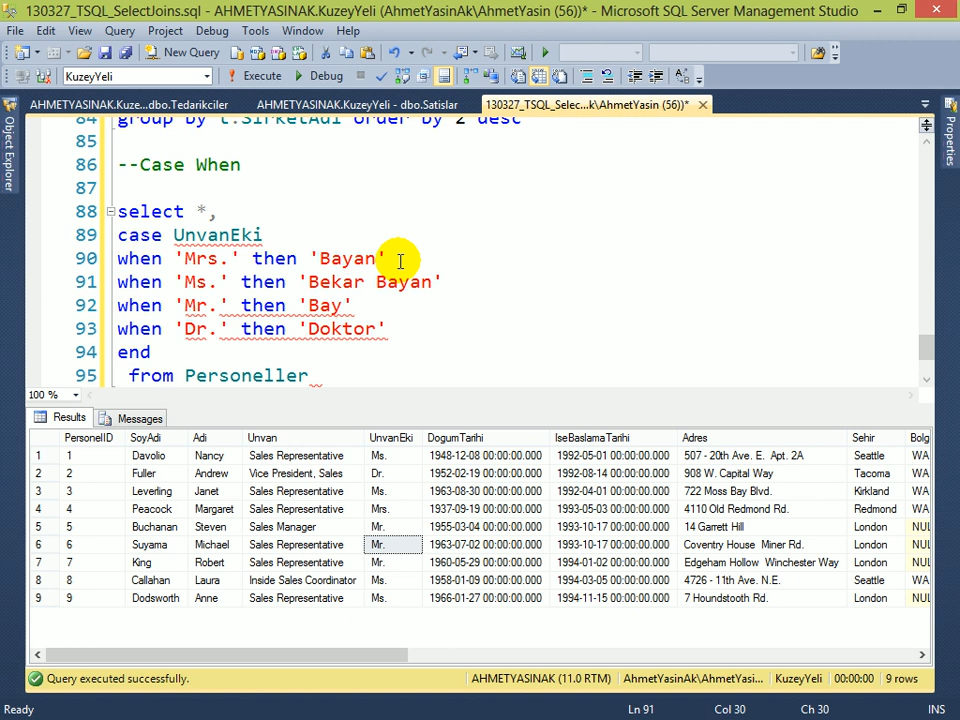 130327_TSQL_SelectJoins.sql - AHMETYASINAK.KuzeyYeli (AhmetYasinAk\AhmetYasin (56))* - Microsoft SQL Server Management Studio
File Edit View Query Project Debug Tools Window Help
New Query
KuzeyYeli Execute Debug
AHMETYASINAK.Kuze...dbo.Tedarikciler AHMETYASINAK.KuzeyYeli - dbo.Satislar 130327_TSQL_Selec...k\AhmetYasin (56))*
Object Explorer
Properties
84 group by t.SirketAdi order by 2 desc
85
86 --Case When
87
88 select *,
89 case UnvanEki
90 when 'Mrs.' then 'Bayan'
91 when 'Ms.' then 'Bekar Bayan'
92 when 'Mr.' then 'Bay'
93 when 'Dr.' then 'Doktor'
94 end
95 from Personeller
100 %
Results Messages
PersonelID SoyAdi Adi Unvan UnvanEki DogumTarihi IseBaslamaTarihi Adres Sehir Bolg
1 1 Davolio Nancy Sales Representative Ms. 1948-12-08 00:00:00.000 1992-05-01 00:00:00.000 507 - 20th Ave. E. Apt. 2A Seattle WA
2 2 Fuller Andrew Vice President, Sales Dr. 1952-02-19 00:00:00.000 1992-08-14 00:00:00.000 908 W. Capital Way Tacoma WA
3 3 Leverling Janet Sales Representative Ms. 1963-08-30 00:00:00.000 1992-04-01 00:00:00.000 722 Moss Bay Blvd. Kirkland WA
4 4 Peacock Margaret Sales Representative Mrs. 1937-09-19 00:00:00.000 1993-05-03 00:00:00.000 4110 Old Redmond Rd. Redmond WA
5 5 Buchanan Steven Sales Manager Mr. 1955-03-04 00:00:00.000 1993-10-17 00:00:00.000 14 Garrett Hill London NUL
6 6 Suyama Michael Sales Representative Mr. 1963-07-02 00:00:00.000 1993-10-17 00:00:00.000 Coventry House Miner Rd. London NUL
7 7 King Robert Sales Representative Mr. 1960-05-29 00:00:00.000 1994-01-02 00:00:00.000 Edgeham Hollow Winchester Way London NUL
8 8 Callahan Laura Inside Sales Coordinator Ms. 1958-01-09 00:00:00.000 1994-03-05 00:00:00.000 4726 - 11th Ave. N.E. Seattle WA
9 9 Dodsworth Anne Sales Representative Ms. 1966-01-27 00:00:00.000 1994-11-15 00:00:00.000 7 Houndstooth Rd. London NUL
Query executed successfully. AHMETYASINAK (11.0 RTM) AhmetYasinAk\AhmetYasi... KuzeyYeli 00:00:00 9 rows
Ready Ln 91 Col 30 Ch 30 INS